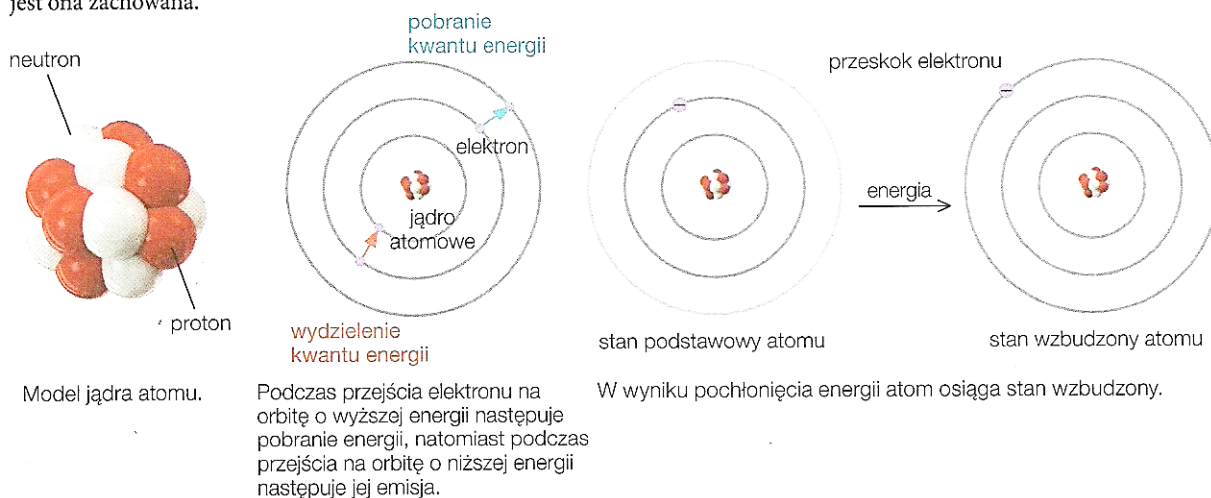 jest ona zachowana.
neutron
proton
Model jądra atomu.
pobranie
kwantu energii
elektron
jądro
atomowe
wydzielenie
kwantu energii
Podczas przejścia elektronu na
orbitę o wyższej energii następuje
pobranie energii, natomiast podczas
przejścia na orbitę o niższej energii
następuje jej emisja.
stan podstawowy atomu
energia
przeskok elektronu
stan wzbudzony atomu
W wyniku pochłonięcia energii atom osiąga stan wzbudzony.